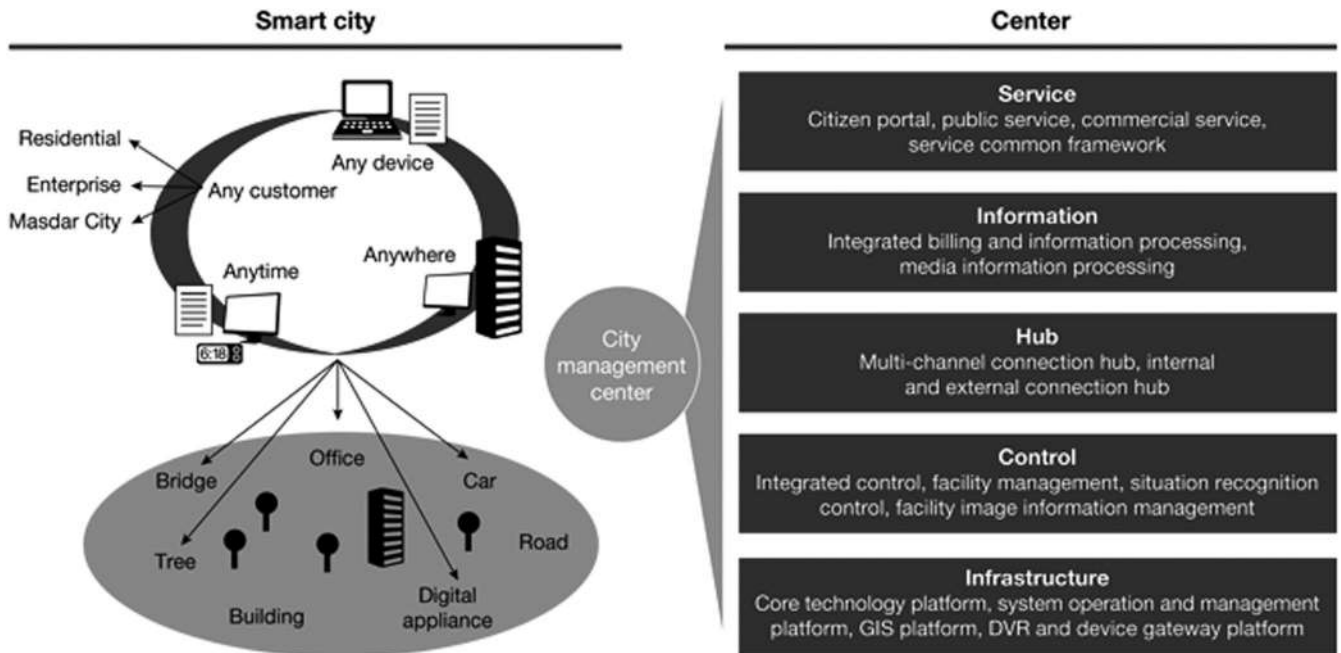 Smart city
Residential
Enterprise
Masdar City
Any customer
Any device
Anytime
Anywhere
6:18
Bridge
Office
Car
Tree
Road
Building
Digital
appliance
City
management
center
Center
Service
Citizen portal, public service, commercial service,
service common framework
Information
Integrated billing and information processing,
media information processing
Hub
Multi-channel connection hub, internal
and external connection hub
Control
Integrated control, facility management, situation recognition
control, facility image information management
Infrastructure
Core technology platform, system operation and management
platform, GIS platform, DVR and device gateway platform